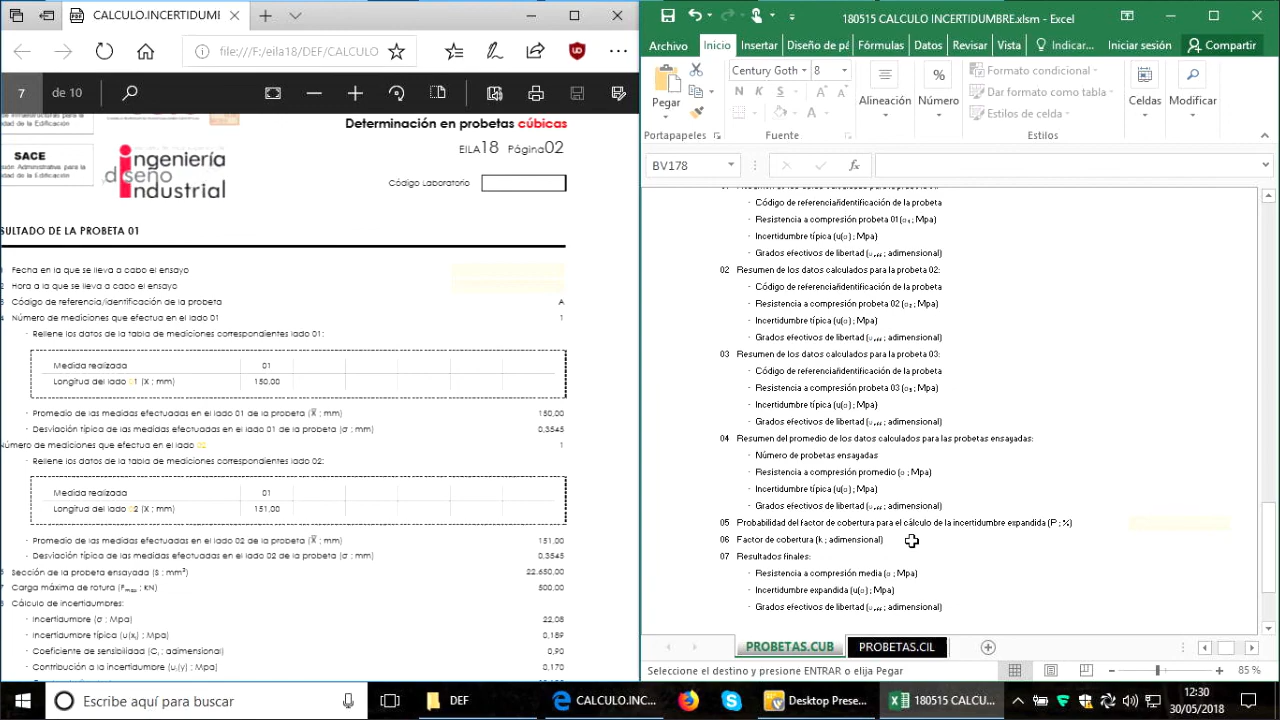 CALCULO.INCERTIDUMI
file:///F:/eila18/DEF/CALCULO
7 de 10
SACE
ingeniería
diseño
industrial
Determinación en probetas cúbicas
EILA18 Página02
Código Laboratorio
SULTADO DE LA PROBETA 01
1 Fecha en la que se lleva a cabo el ensayo
2 Hora a la que se lleva a cabo el ensayo
3 Código de referencia/identificación de la probeta A
4 Número de mediciones que efectua en el lado 01 1
- Rellene los datos de la tabla de mediciones correspondientes lado 01:
Medida realizada 01
Longitud del lado 01 (X ; mm) 150,00
- Promedio de las medidas efectuadas en el lado 01 de la probeta (X̅ ; mm) 150,00
- Desviación típica de las medidas efectuadas en el lado 01 de la probeta (σ ; mm) 0,3545
Número de mediciones que efectua en el lado 02 1
- Rellene los datos de la tabla de mediciones correspondientes lado 02:
Medida realizada 01
Longitud del lado 02 (X ; mm) 151,00
- Promedio de las medidas efectuadas en el lado 02 de la probeta (X̅ ; mm) 151,00
- Desviación típica de las medidas efectuadas en el lado 02 de la probeta (σ ; mm) 0,3545
6 Sección de la probeta ensayada (S ; mm²) 22.650,00
7 Carga máxima de rotura (Fmax ; KN) 500,00
8 Cálculo de incertidumbres:
- Incertidumbre (σ ; Mpa) 22,08
- Incertidumbre típica (u(xᵢ) ; Mpa) 0,189
- Coeficiente de sensibilidad (Cᵢ ; adimensional) 0,90
- Contribución a la incertidumbre (uᵢ(y) ; Mpa) 0,170
180515 CALCULO INCERTIDUMBRE.xlsm - Excel
Archivo Inicio Insertar Diseño de pá Fórmulas Datos Revisar Vista Indicar... Iniciar sesión Compartir
Pegar
Century Goth 8
N K S
A A
Alineación
%
Número
Formato condicional
Dar formato como tabla
Estilos de celda
Celdas
Modificar
Portapapeles Fuente Estilos
BV178 fx
- Código de referencia/identificación de la probeta
- Resistencia a compresión probeta 01 (σ₁ ; Mpa)
- Incertidumbre típica (u(σ) ; Mpa)
- Grados efectivos de libertad (υeff ; adimensional)
02 Resumen de los datos calculados para la probeta 02:
- Código de referencia/identificación de la probeta
- Resistencia a compresión probeta 02 (σ₂ ; Mpa)
- Incertidumbre típica (u(σ) ; Mpa)
- Grados efectivos de libertad (υeff ; adimensional)
03 Resumen de los datos calculados para la probeta 03:
- Código de referencia/identificación de la probeta
- Resistencia a compresión probeta 03 (σ₃ ; Mpa)
- Incertidumbre típica (u(σ) ; Mpa)
- Grados efectivos de libertad (υeff ; adimensional)
04 Resumen del promedio de los datos calculados para las probetas ensayadas:
- Número de probetas ensayadas
- Resistencia a compresión promedio (σ ; Mpa)
- Incertidumbre típica (u(σ) ; Mpa)
- Grados efectivos de libertad (υeff ; adimensional)
05 Probabilidad del factor de cobertura para el cálculo de la incertidumbre expandida (P ; %)
06 Factor de cobertura (k ; adimensional)
07 Resultados finales:
- Resistencia a compresión media (σ ; Mpa)
- Incertidumbre expandida (u(σ) ; Mpa)
- Grados efectivos de libertad (υeff ; adimensional)
PROBETAS.CUB PROBETAS.CIL
Seleccione el destino y presione ENTRAR o elija Pegar 85 %
Escribe aquí para buscar
DEF
CALCULO.INC...
Desktop Prese...
180515 CALCU...
12:30
30/05/2018